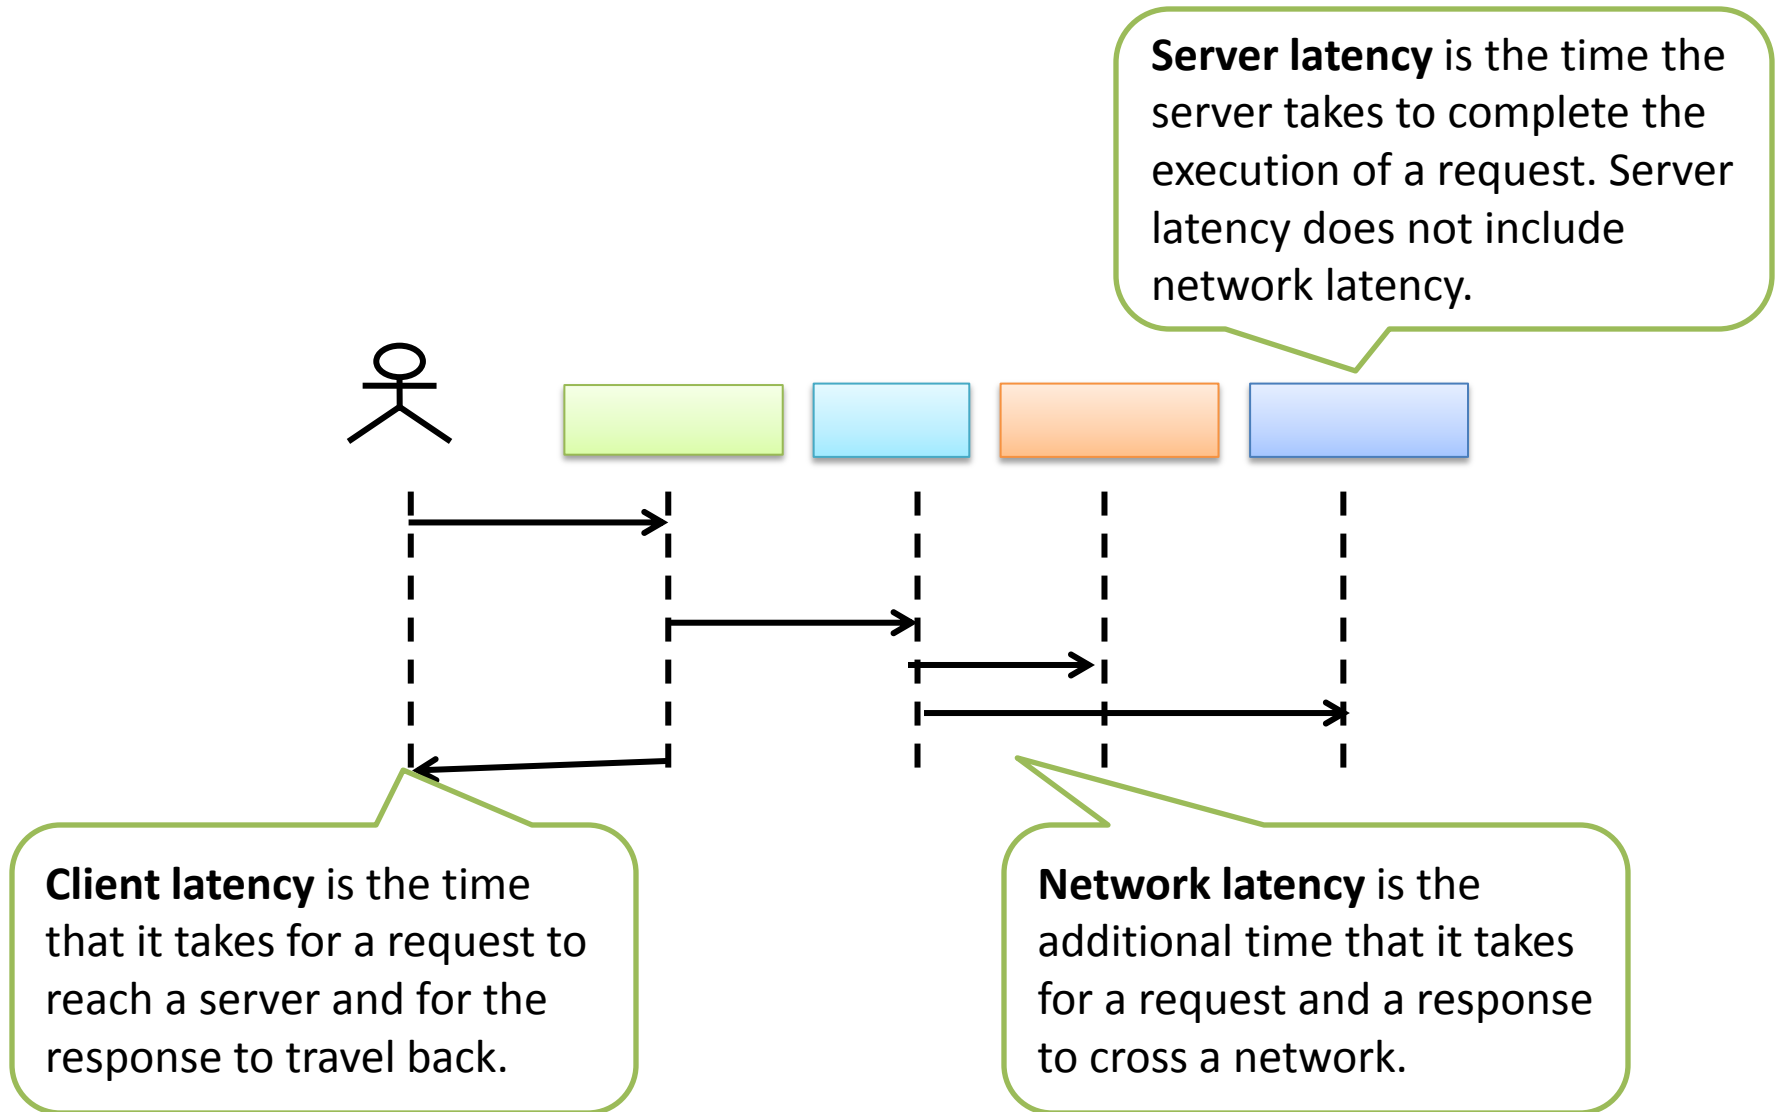 Server latency is the time the
server takes to complete the
execution of a request. Server
latency does not include
network latency.
Client latency is the time
that it takes for a request to
reach a server and for the
response to travel back.
Network latency is the
additional time that it takes
for a request and a response
to cross a network.